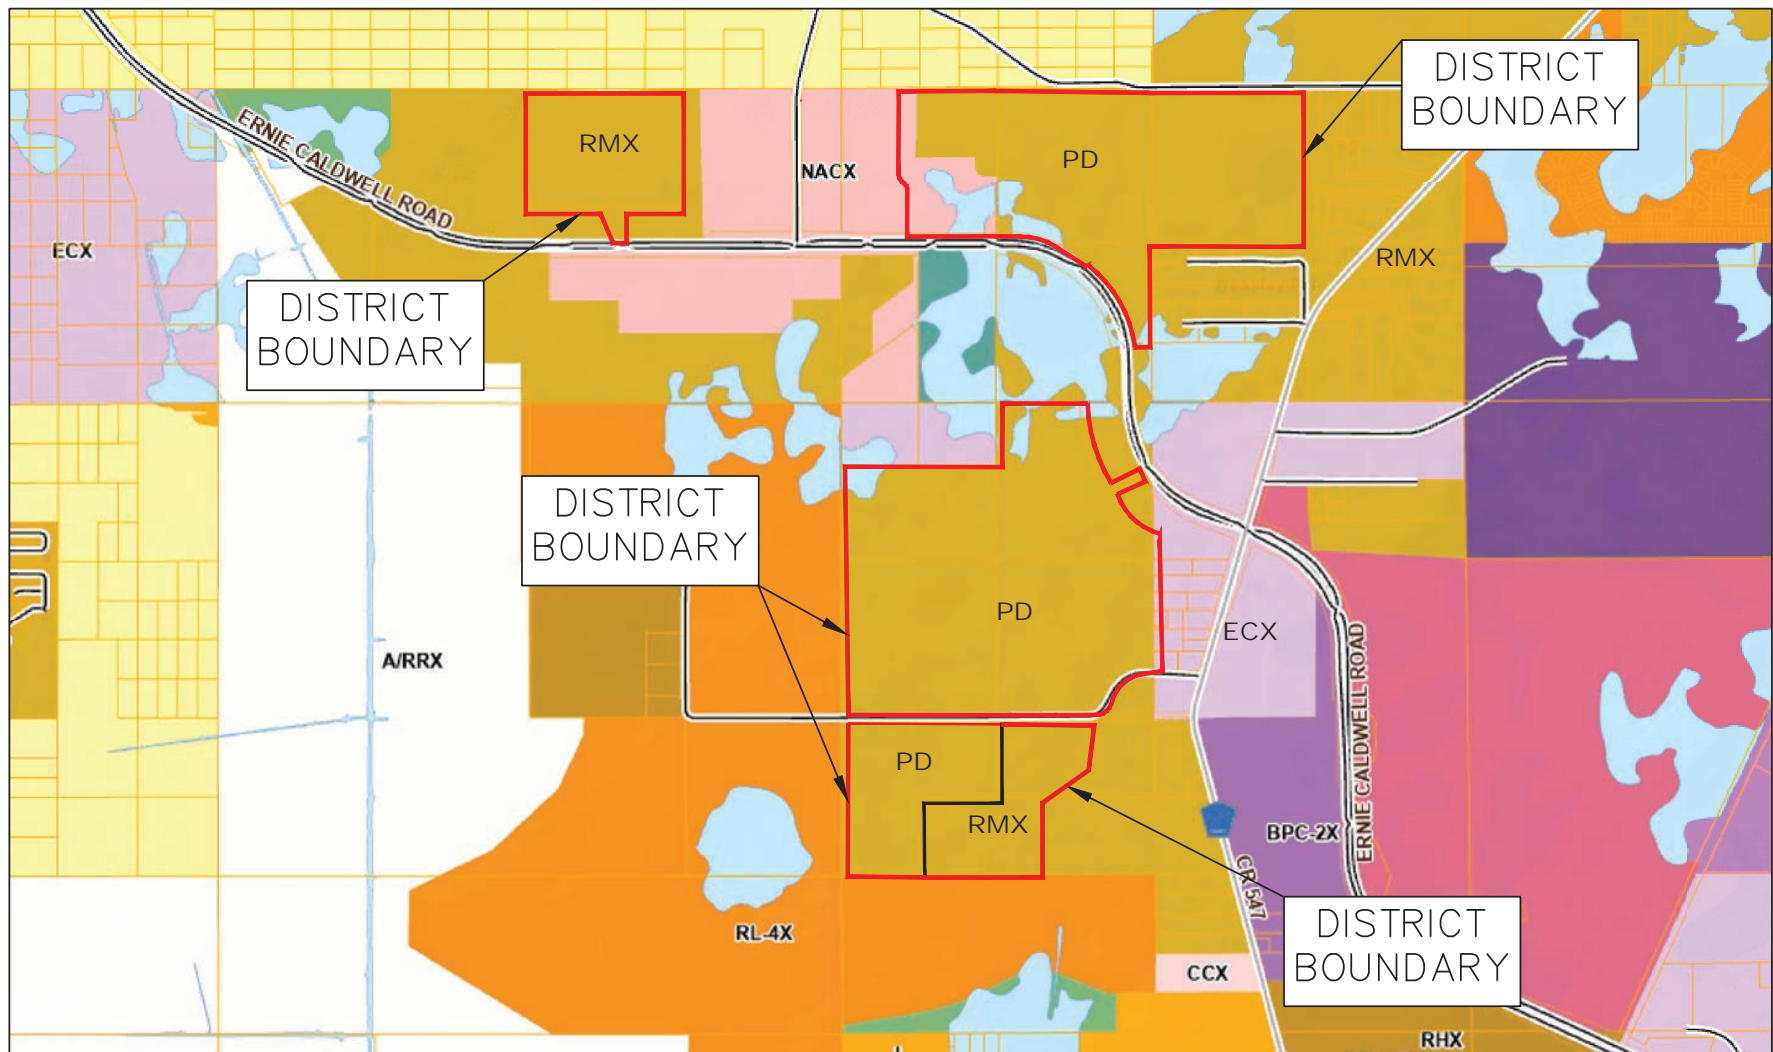 DISTRICT
BOUNDARY
RMX
PD
NACX
ERNIE CALDWELL ROAD
ECX
RMX
DISTRICT
BOUNDARY
DISTRICT
BOUNDARY
PD
ECX
A/RRX
ERNIE CALDWELL ROAD
PD
RMX
BPC-2X
CR 547
RL-4X
DISTRICT
BOUNDARY
CCX
RHX